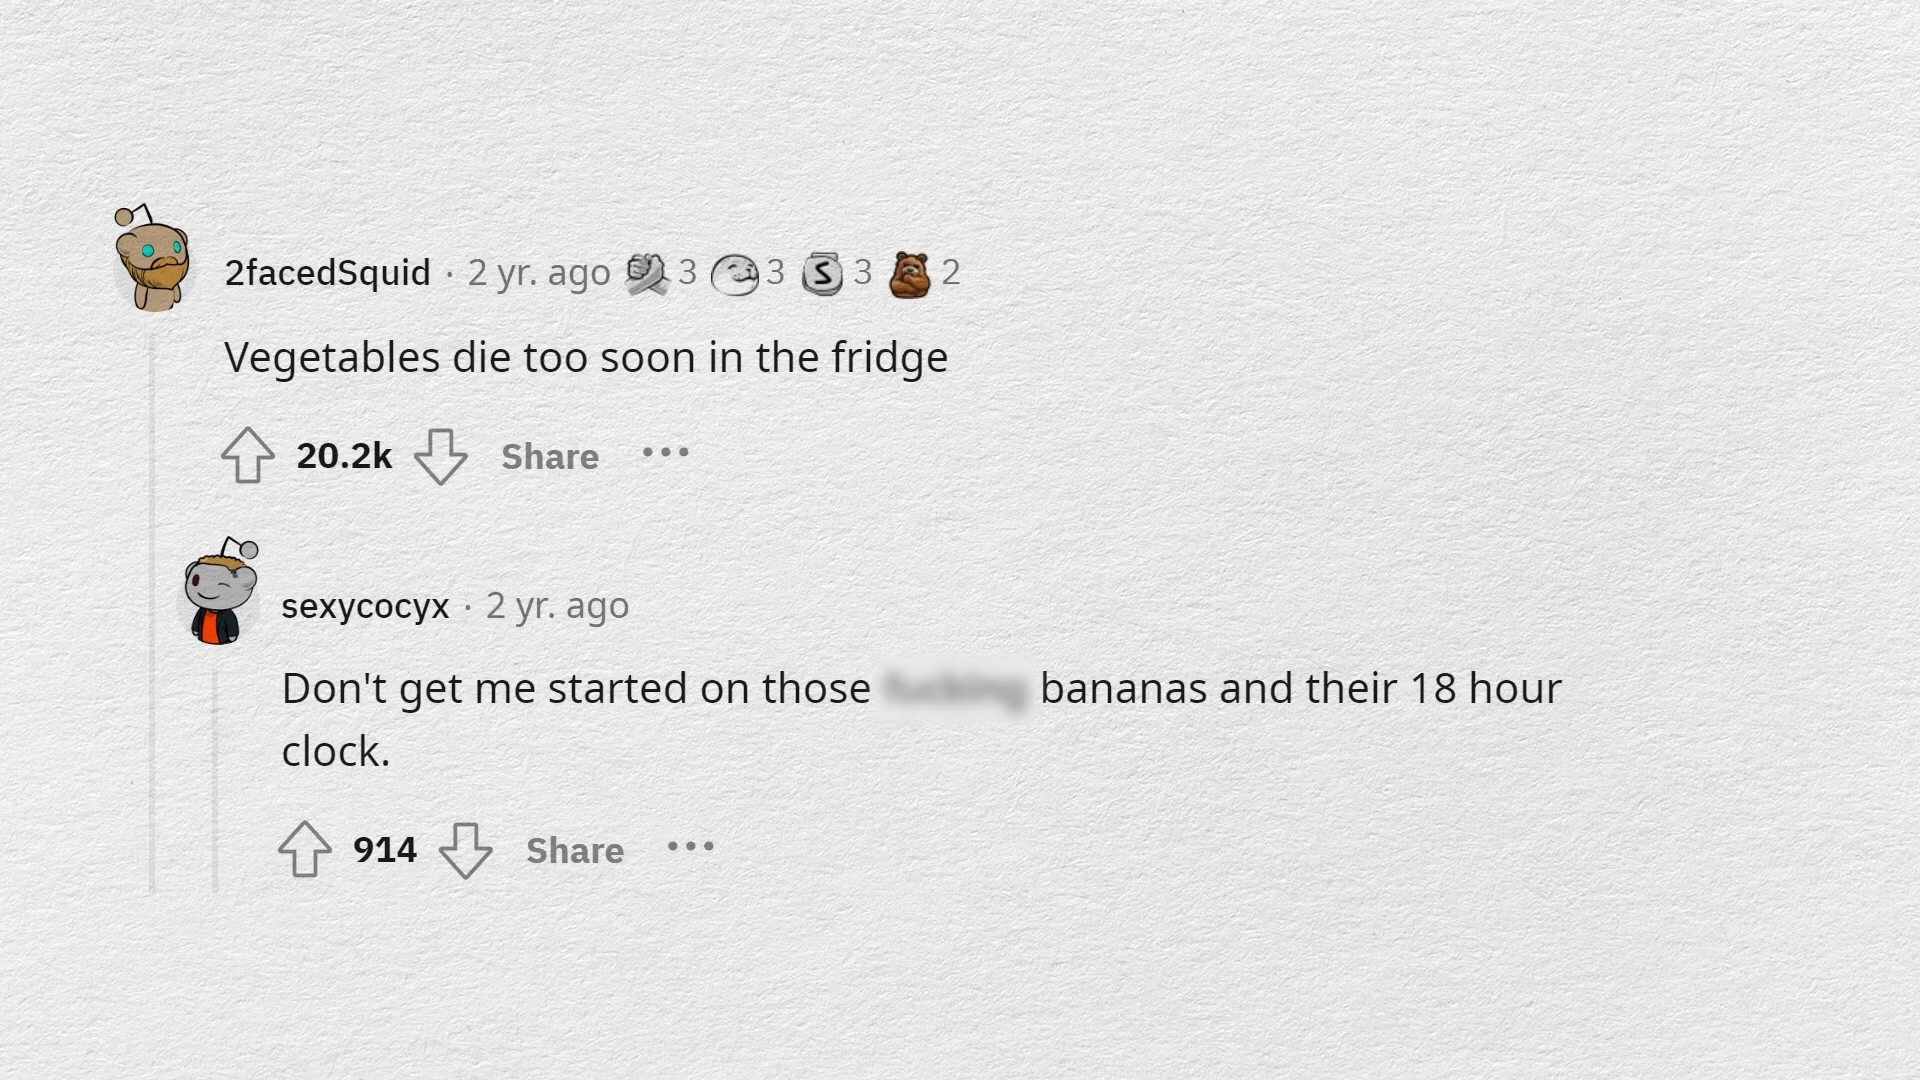 2facedSquid · 2 yr. ago 3 3 S 3 2
Vegetables die too soon in the fridge
20.2k Share ...
sexycocyx · 2 yr. ago
Don't get me started on those bananas and their 18 hour
clock.
914 Share ...